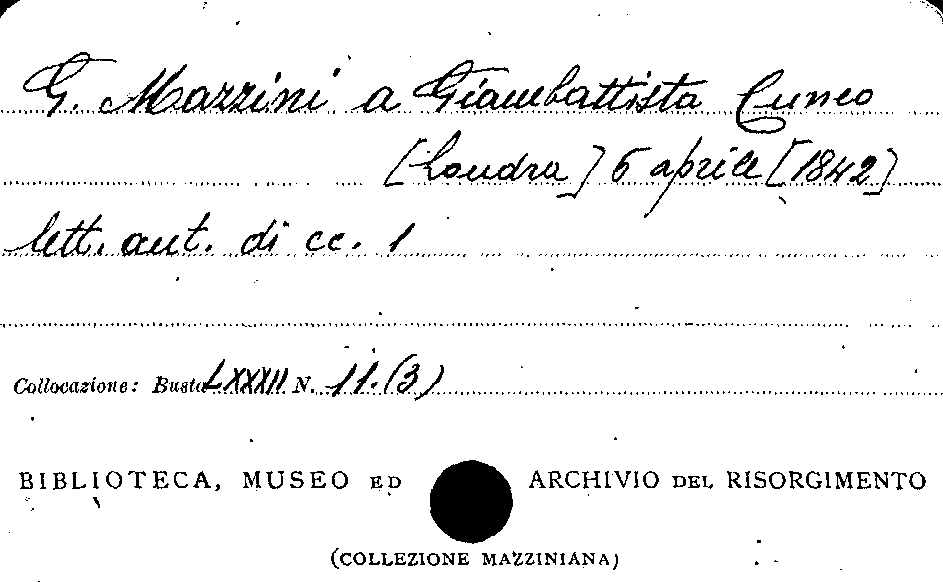 G. Mazzini a Giambattista Cuneo
[Londra] 6 aprile [1842]
lett. aut. di cc. 1
Collocazione: Busta LXXXII N. 11.(3)
BIBLIOTECA, MUSEO ED ARCHIVIO DEL RISORGIMENTO
(COLLEZIONE MAZZINIANA)